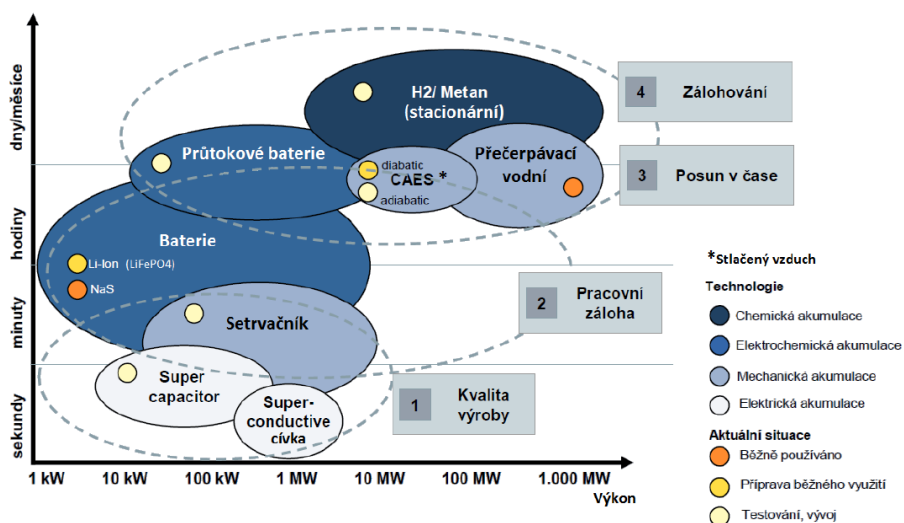 dny/měsíce
hodiny
minuty
sekundy
H2/ Metan
(stacionární)
Průtokové baterie
diabatic
CAES *
adiabatic
Přečerpávací
vodní
Baterie
Li-Ion (LiFePO4)
NaS
Setrvačník
Super
capacitor
Super-
conductive
cívka
4 Zálohování
3 Posun v čase
2 Pracovní
záloha
1 Kvalita
výroby
1 kW 10 kW 100 kW 1 MW 10 MW 100 MW 1.000 MW
Výkon
*Stlačený vzduch
Technologie
Chemická akumulace
Elektrochemická akumulace
Mechanická akumulace
Elektrická akumulace
Aktuální situace
Běžně používáno
Příprava běžného využití
Testování, vývoj